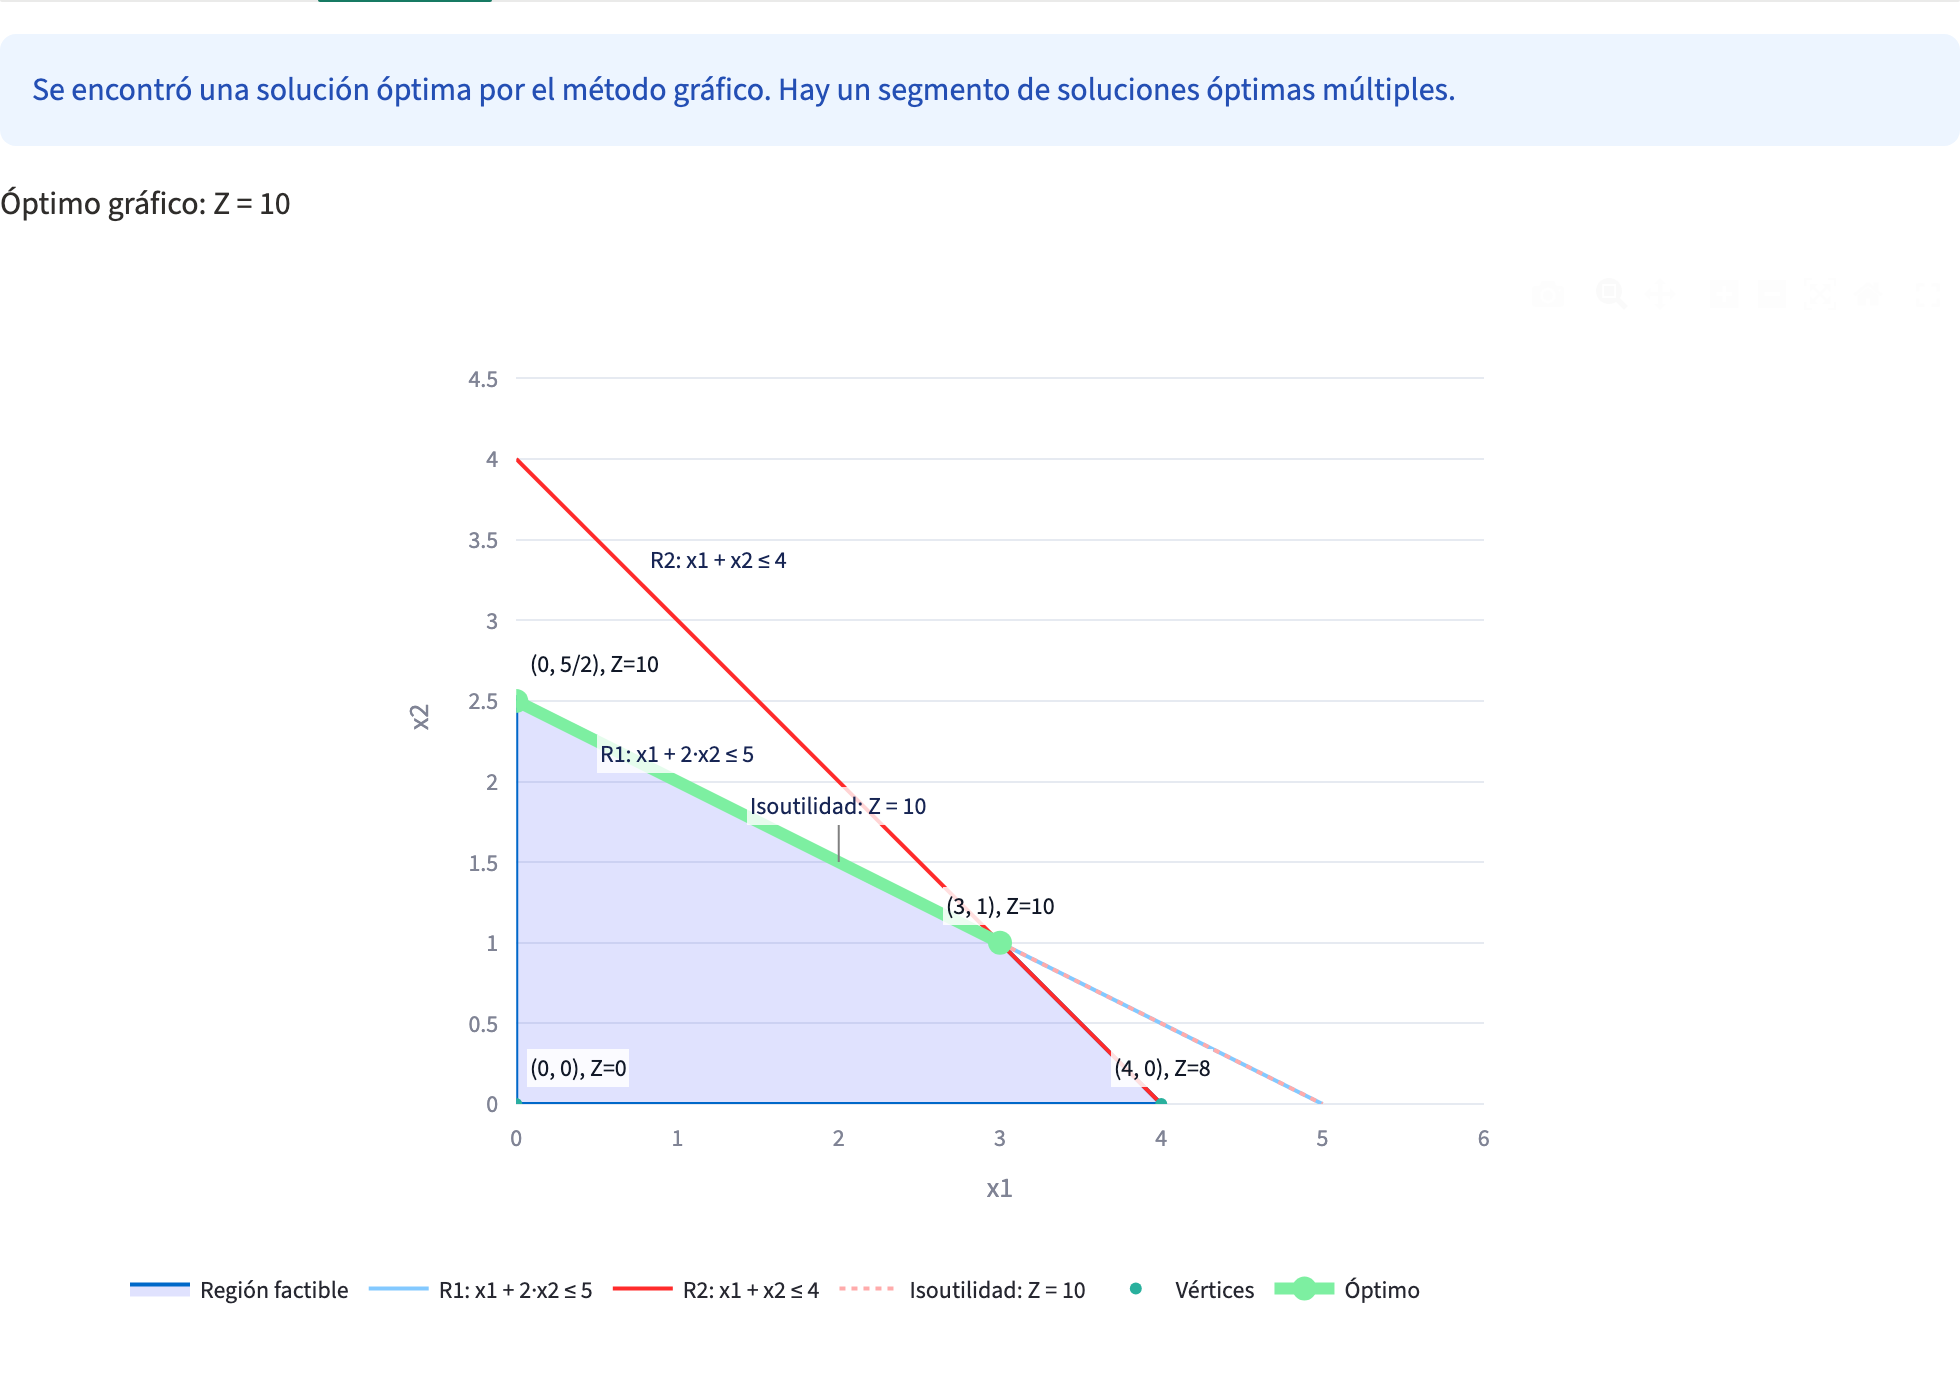 Se encontró una solución óptima por el método gráfico. Hay un segmento de soluciones óptimas múltiples.
Óptimo gráfico: Z = 10
4.5
4
3.5
R2: x1 + x2 ≤ 4
3
(0, 5/2), Z=10
2.5
x2
R1: x1 + 2·x2 ≤ 5
2
Isoutilidad: Z = 10
1.5
(3, 1), Z=10
1
0.5
(0, 0), Z=0
(4, 0), Z=8
0
0 1 2 3 4 5 6
x1
Región factible R1: x1 + 2·x2 ≤ 5 R2: x1 + x2 ≤ 4 Isoutilidad: Z = 10 Vértices Óptimo